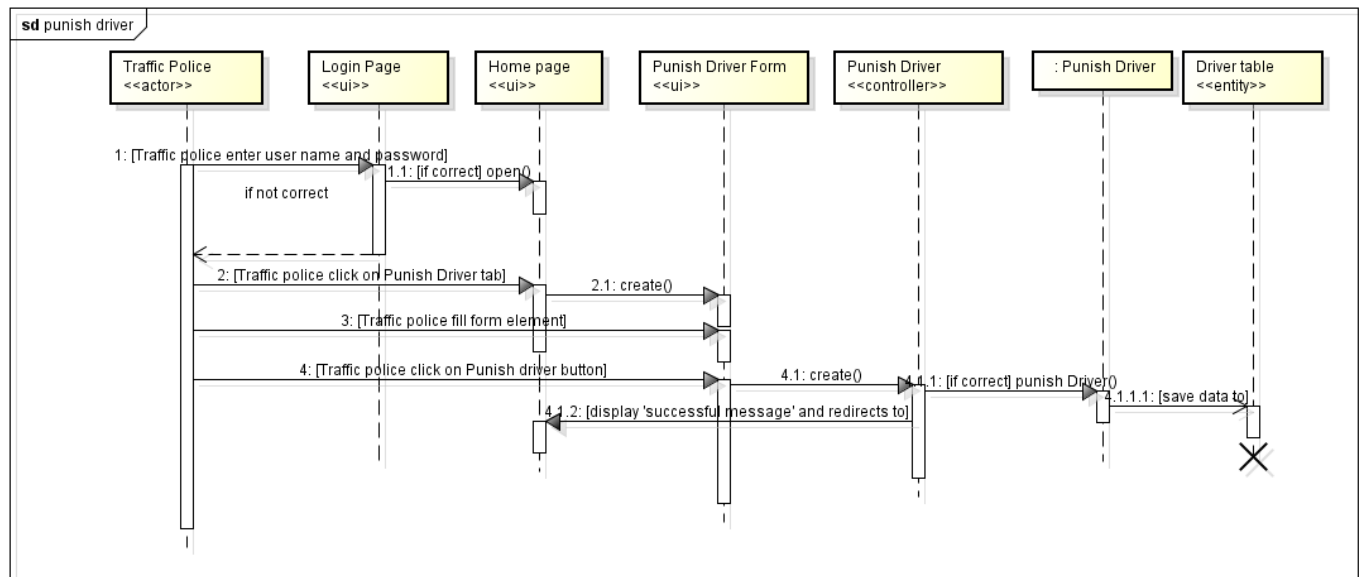 sd punish driver
Traffic Police
<<actor>>
Login Page
<<ui>>
Home page
<<ui>>
Punish Driver Form
<<ui>>
Punish Driver
<<controller>>
: Punish Driver
Driver table
<<entity>>
1: [Traffic police enter user name and password]
1.1: [if correct] open()
if not correct
2: [Traffic police click on Punish Driver tab]
2.1: create()
3: [Traffic police fill form element]
4: [Traffic police click on Punish driver button]
4.1: create()
4.1.1: [if correct] punish Driver()
4.1.1.1: [save data to]
4.1.2: [display 'successful message' and redirects to]